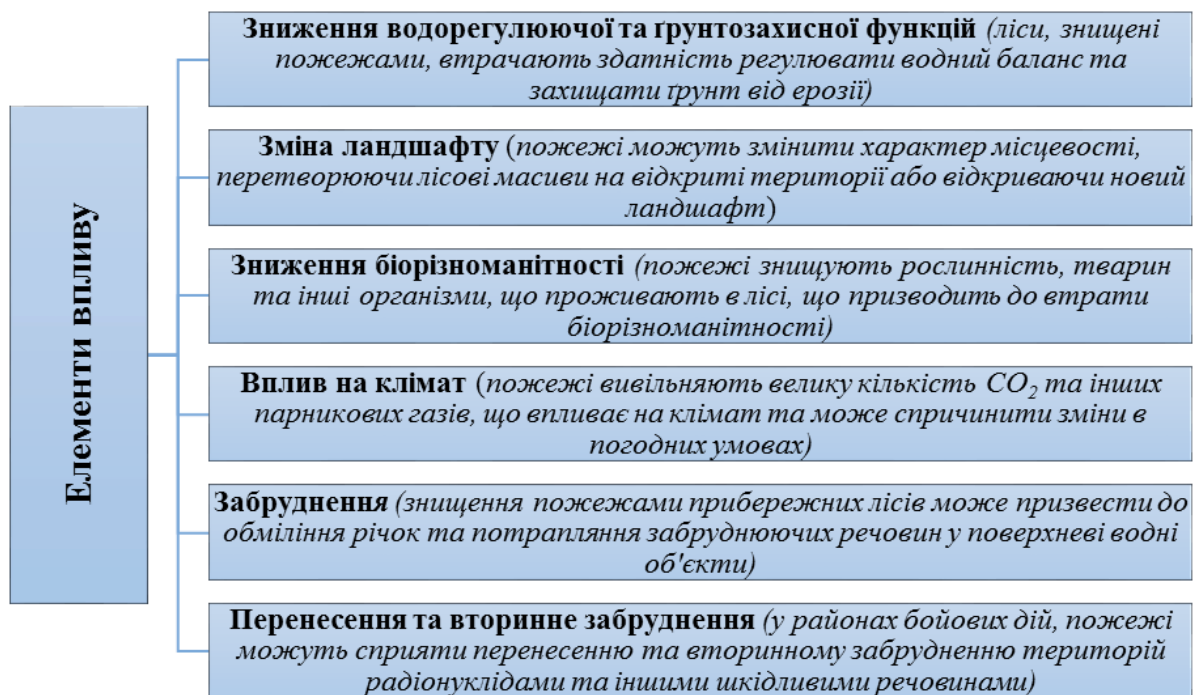 Елементи впливу
Зниження водорегулюючої та ґрунтозахисної функцій (ліси, знищені
пожежами, втрачають здатність регулювати водний баланс та
захищати ґрунт від ерозії)
Зміна ландшафту (пожежі можуть змінити характер місцевості,
перетворюючи лісові масиви на відкриті території або відкриваючи новий
ландшафт)
Зниження біорізноманітності (пожежі знищують рослинність, тварин
та інші організми, що проживають в лісі, що призводить до втрати
біорізноманітності)
Вплив на клімат (пожежі вивільняють велику кількість CO₂ та інших
парникових газів, що впливає на клімат та може спричинити зміни в
погодних умовах)
Забруднення (знищення пожежами прибережних лісів може призвести до
обміління річок та потрапляння забруднюючих речовин у поверхневі водні
об'єкти)
Перенесення та вторинне забруднення (у районах бойових дій, пожежі
можуть сприяти перенесенню та вторинному забрудненню територій
радіонуклідами та іншими шкідливими речовинами)